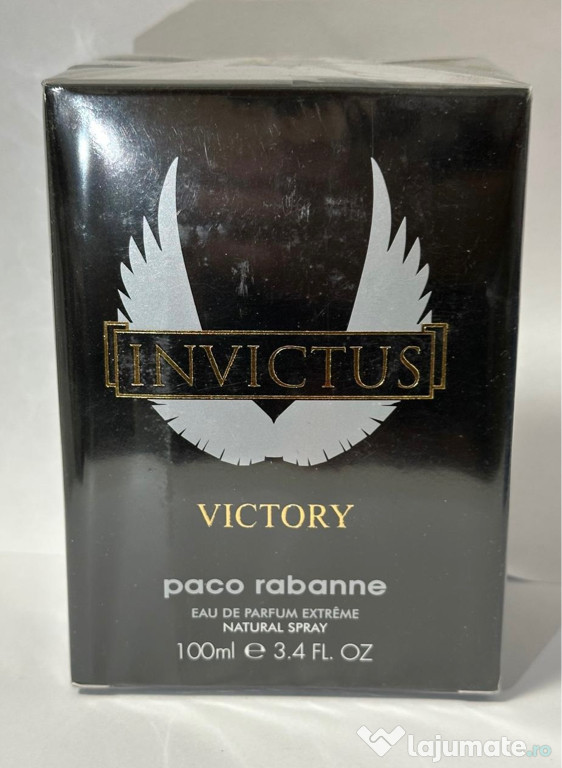 INVICTUS
VICTORY
paco rabanne
EAU DE PARFUM EXTRÊME
NATURAL SPRAY
100ml e 3.4 FL. OZ
lajumate.ro